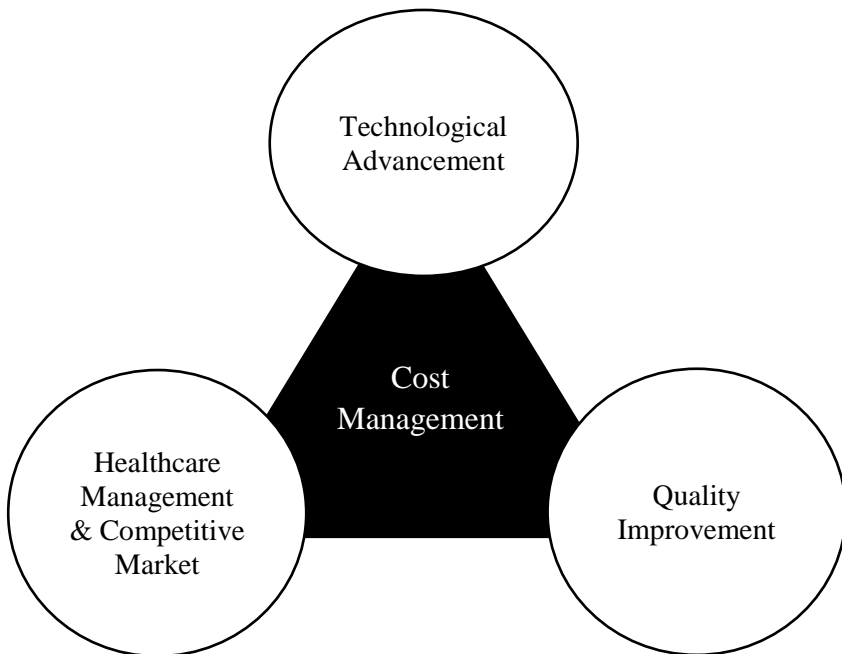 Technological
Advancement
Cost
Management
Healthcare
Management
& Competitive
Market
Quality
Improvement